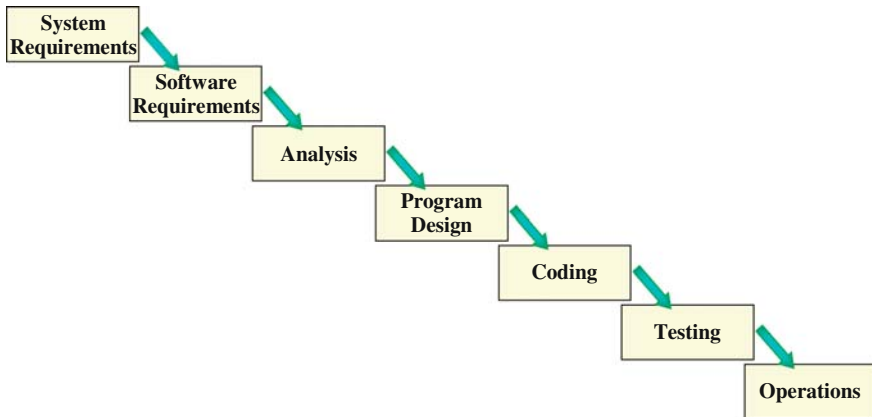 System
Requirements
Software
Requirements
Analysis
Program
Design
Coding
Testing
Operations